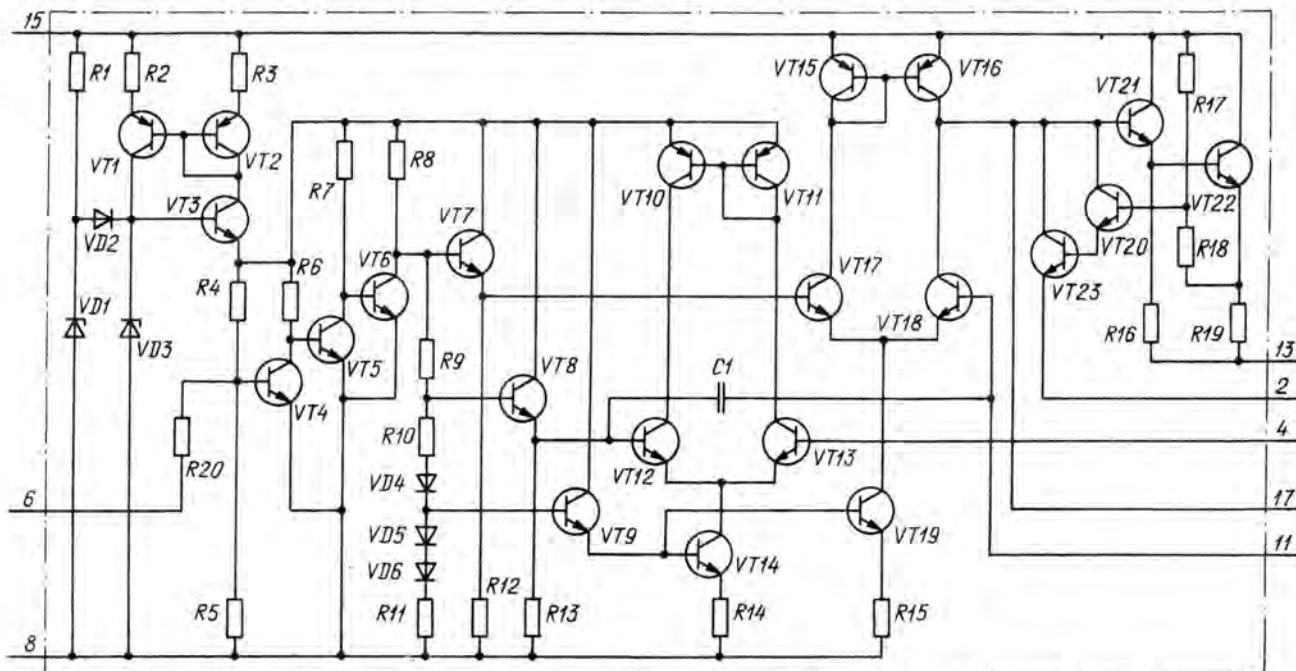 15
R1 R2 R3
VT15 VT16
VT21 R17
VT1 VT2
R7 R8
VT10 VT11
VT22
VT3
VT7
VD2
R6 VT6
VT17
VT20 R18
R4
VT23
VD1
VD3
VT18
R16 R19
VT5 R9 VT8
13
C1
2
VT4
R10
4
R20
VT12 VT13
VD4
6
17
VD5 VT9
VT19
11
VD6
VT14
R12
R5 R11 R13 R14 R15
8